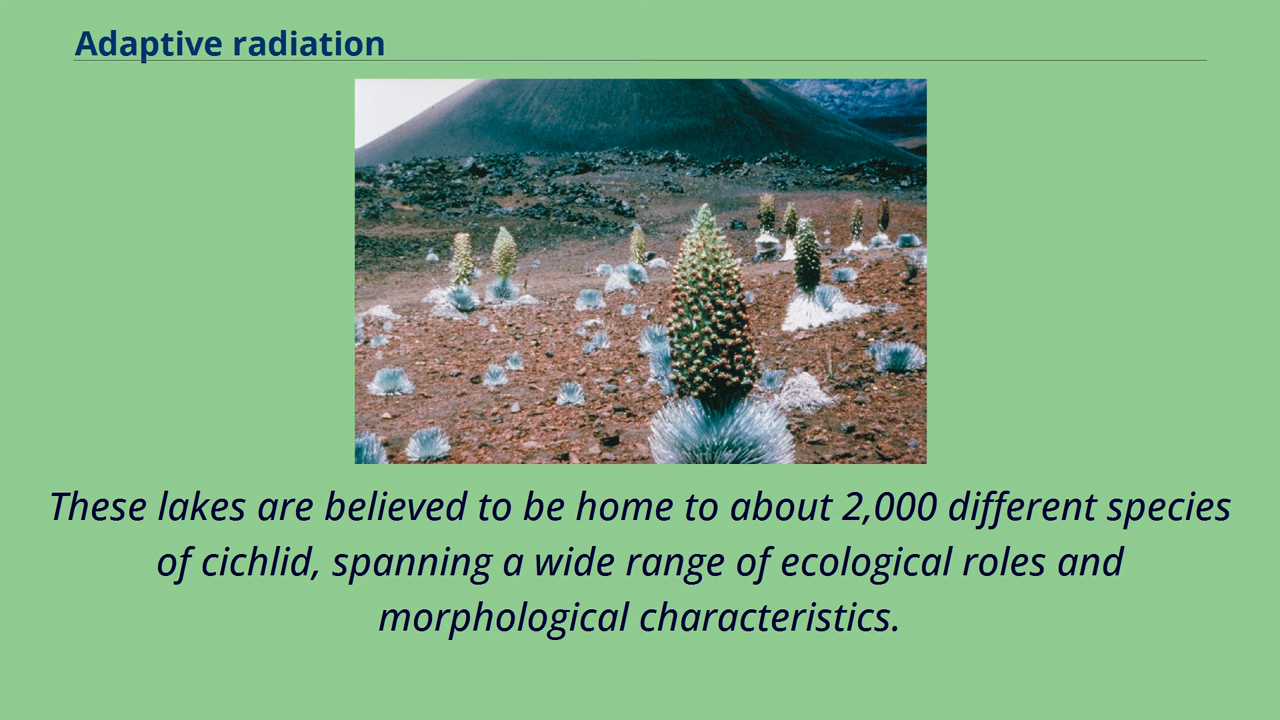 Adaptive radiation
These lakes are believed to be home to about 2,000 different species
of cichlid, spanning a wide range of ecological roles and
morphological characteristics.